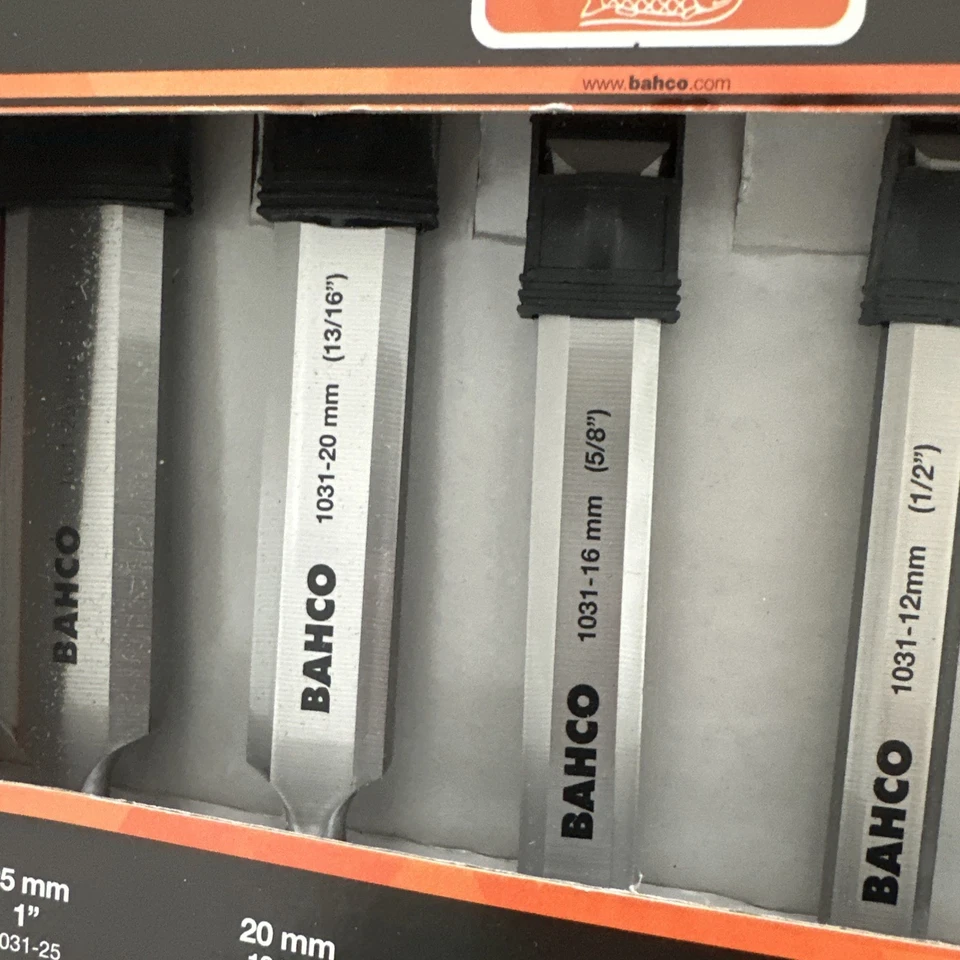 www.bahco.com
BAHCO
BAHCO 1031-20 mm (13/16”)
BAHCO 1031-16 mm (5/8”)
BAHCO 1031-12mm (1/2”)
5 mm
1”
031-25
20 mm